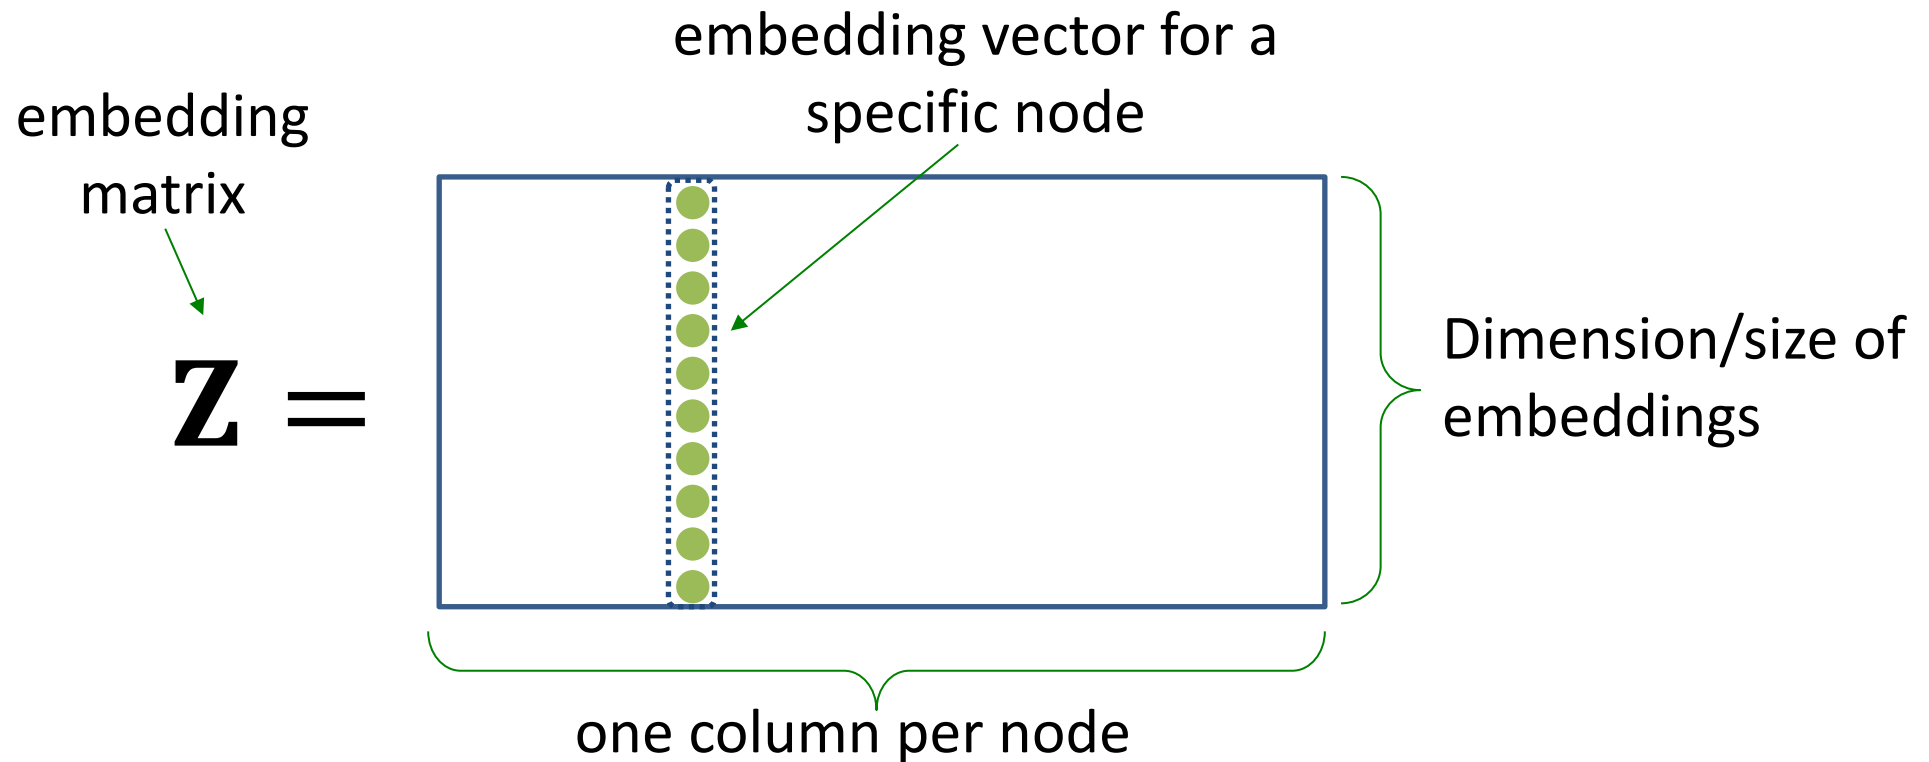 embedding vector for a
specific node
embedding
matrix
Z =
Dimension/size of
embeddings
one column per node